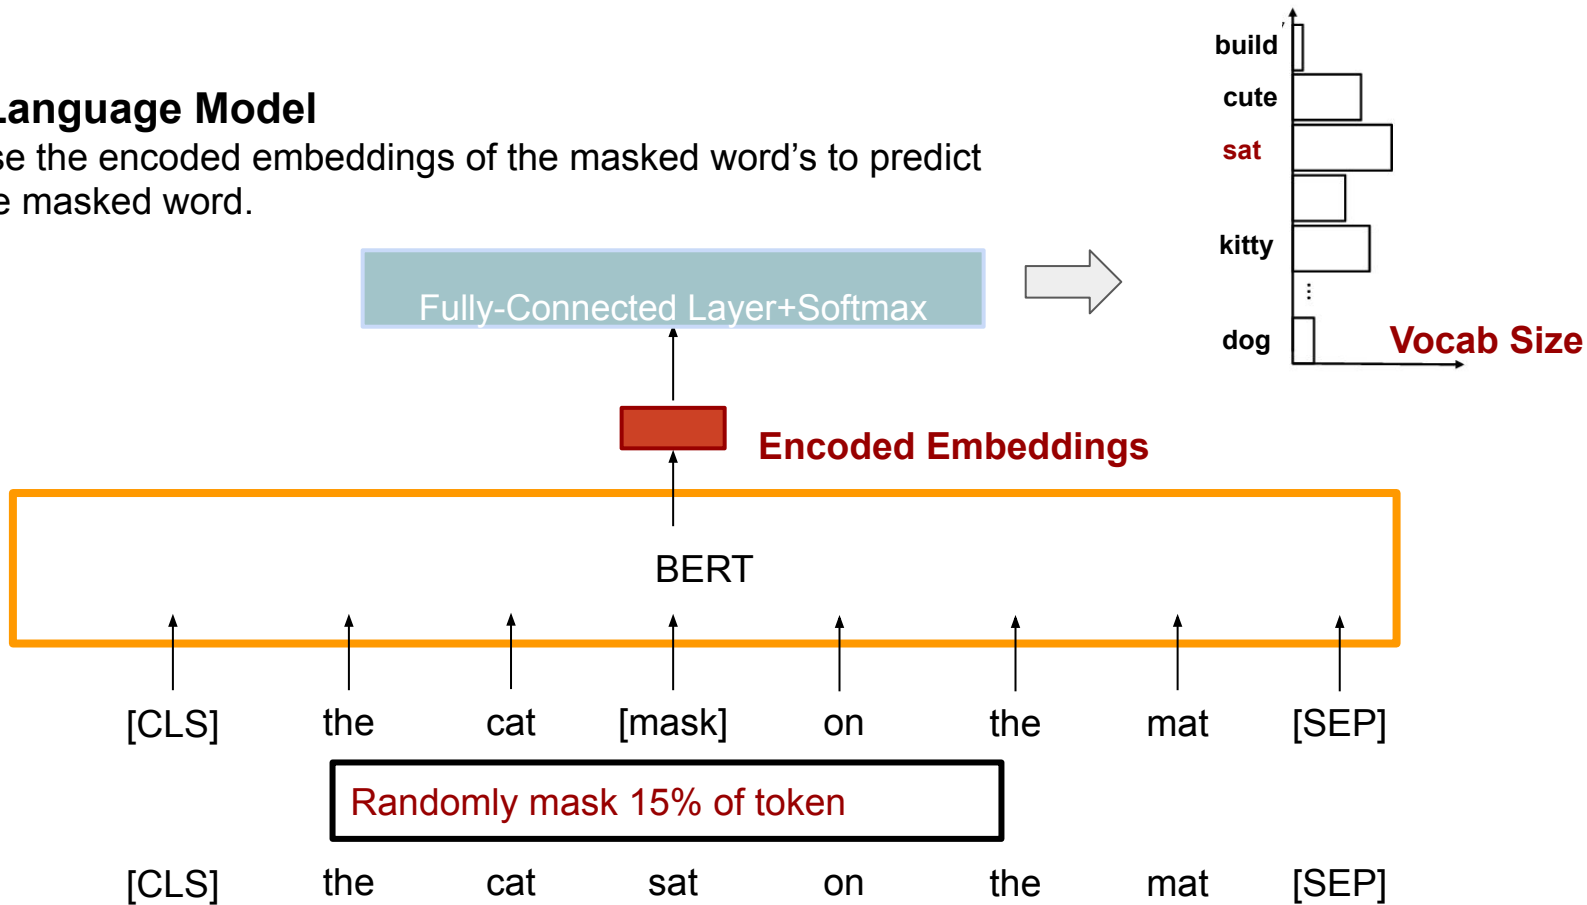 Language Model
se the encoded embeddings of the masked word's to predict
e masked word.
build
cute
sat
kitty
⋮
dog
Vocab Size
Fully-Connected Layer+Softmax
Encoded Embeddings
BERT
[CLS] the cat [mask] on the mat [SEP]
Randomly mask 15% of token
[CLS] the cat sat on the mat [SEP]